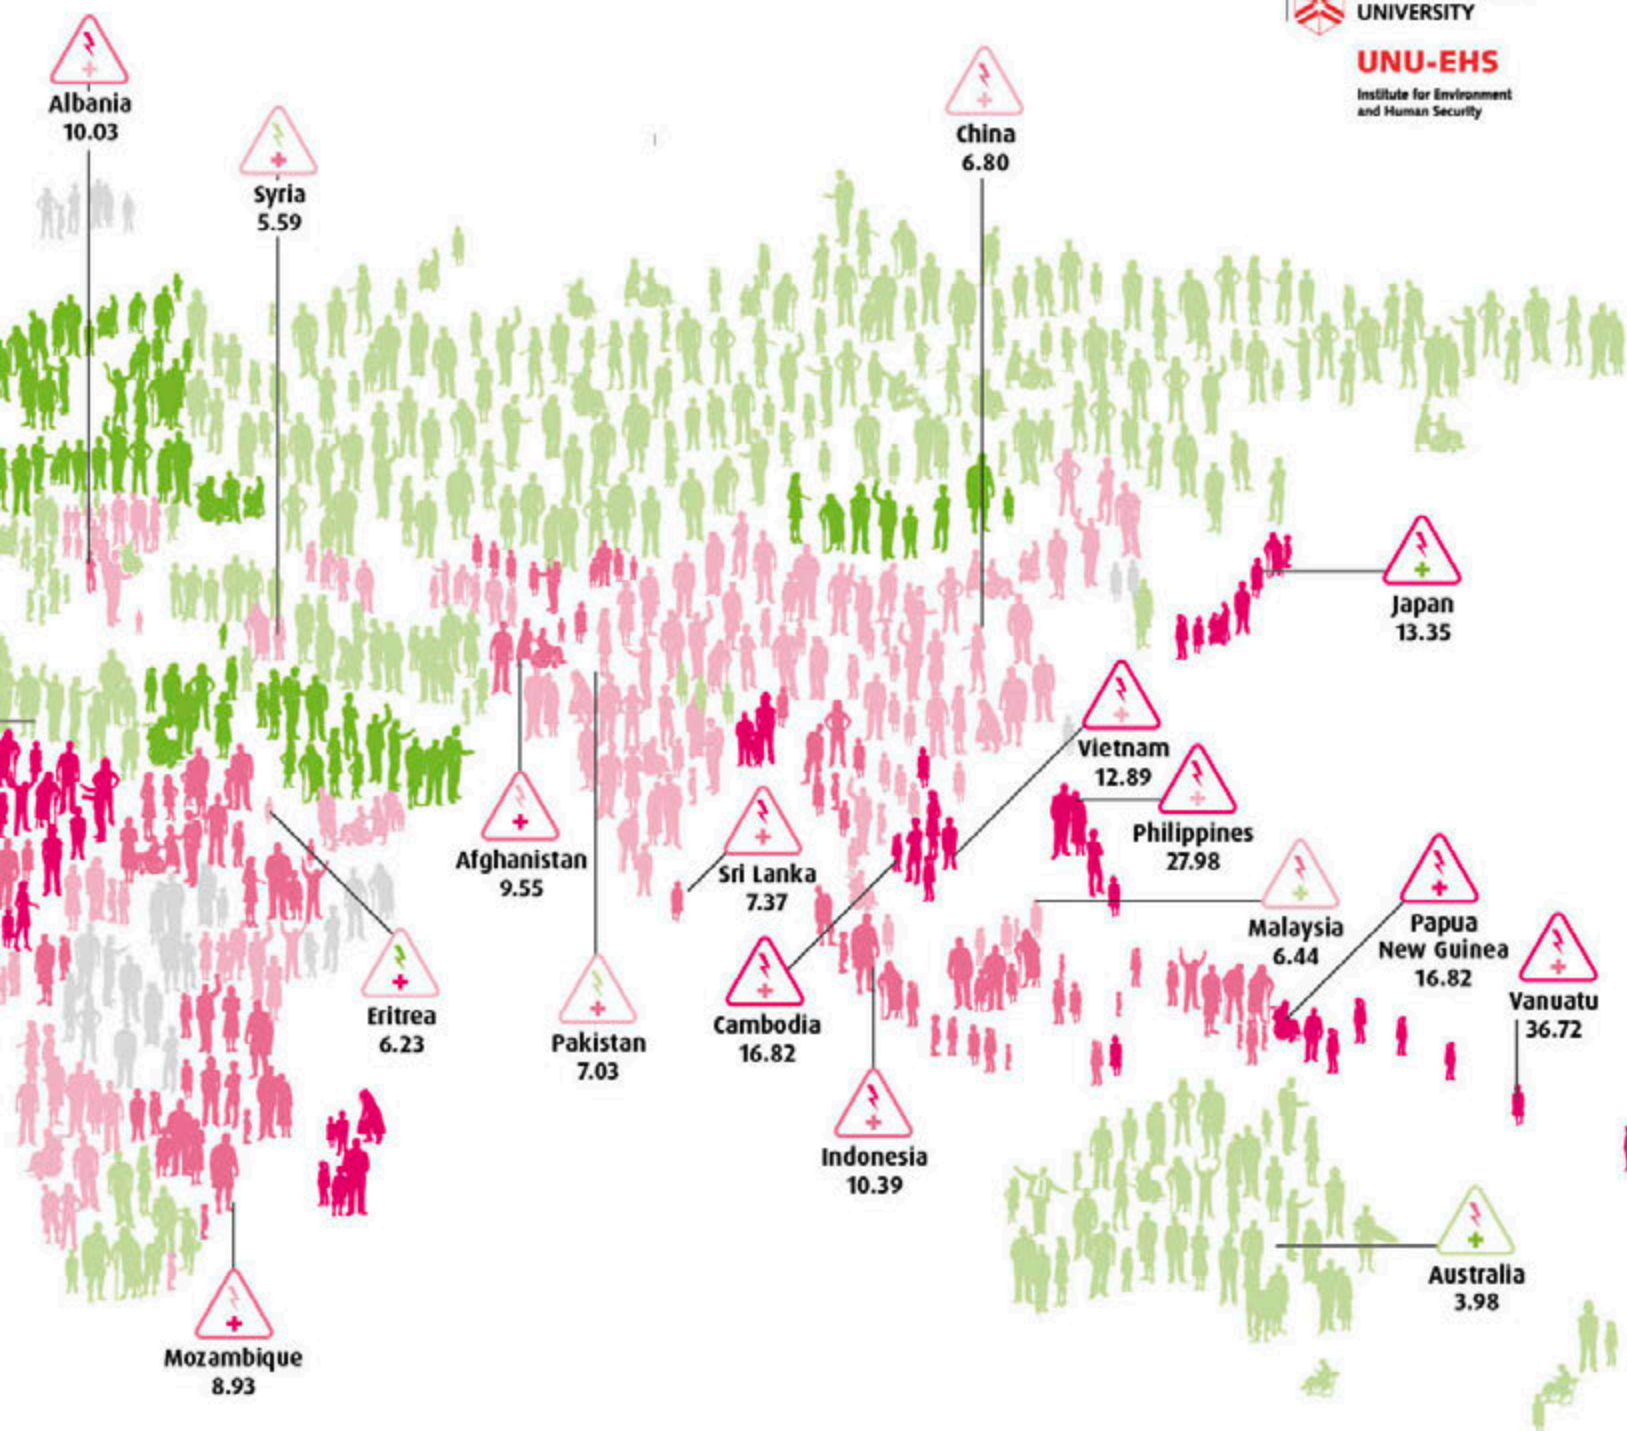 UNIVERSITY
UNU-EHS
Institute for Environment
and Human Security
Albania
10.03
Syria
5.59
China
6.80
Japan
13.35
Vietnam
12.89
Philippines
27.98
Afghanistan
9.55
Sri Lanka
7.37
Malaysia
6.44
Papua
New Guinea
16.82
Vanuatu
36.72
Eritrea
6.23
Pakistan
7.03
Cambodia
16.82
Indonesia
10.39
Australia
3.98
Mozambique
8.93